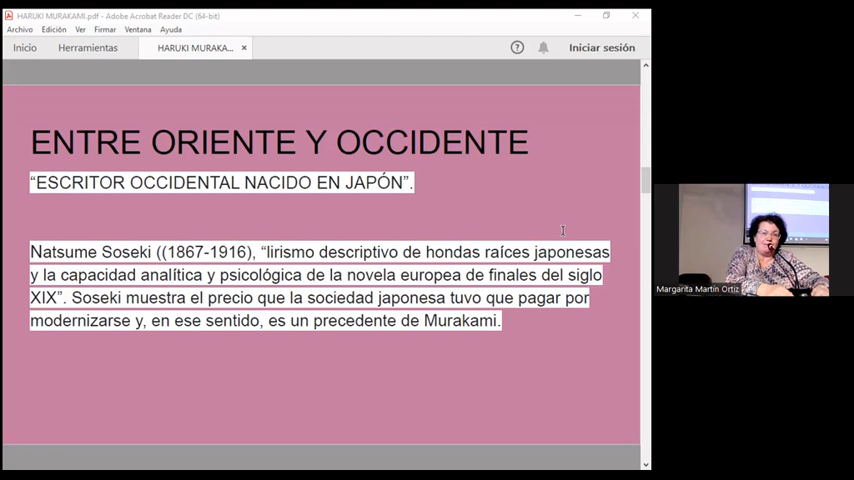 HARUKI MURAKAMI.pdf - Adobe Acrobat Reader DC (64-bit)
Archivo Edición Ver Firmar Ventana Ayuda
Inicio Herramientas HARUKI MURAKA... × ? Iniciar sesión
ENTRE ORIENTE Y OCCIDENTE
“ESCRITOR OCCIDENTAL NACIDO EN JAPÓN”.
Natsume Soseki ((1867-1916), “lirismo descriptivo de hondas raíces japonesas
y la capacidad analítica y psicológica de la novela europea de finales del siglo
XIX”. Soseki muestra el precio que la sociedad japonesa tuvo que pagar por
modernizarse y, en ese sentido, es un precedente de Murakami.
Margarita Martín Ortiz